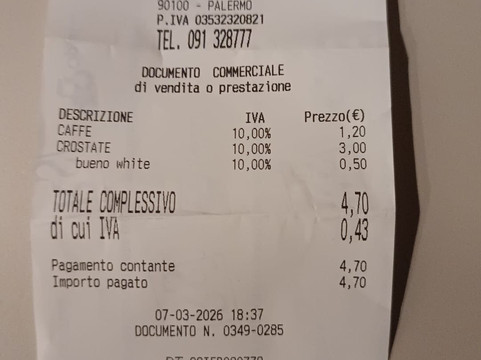 90100 - PALERMO
P.IVA 03532320821
TEL. 091 328777
DOCUMENTO COMMERCIALE
di vendita o prestazione
DESCRIZIONE IVA Prezzo(€)
CAFFE 10,00% 1,20
CROSTATE 10,00% 3,00
bueno white 10,00% 0,50
TOTALE COMPLESSIVO 4,70
di cui IVA 0,43
Pagamento contante 4,70
Importo pagato 4,70
07-03-2026 18:37
DOCUMENTO N. 0349-0285